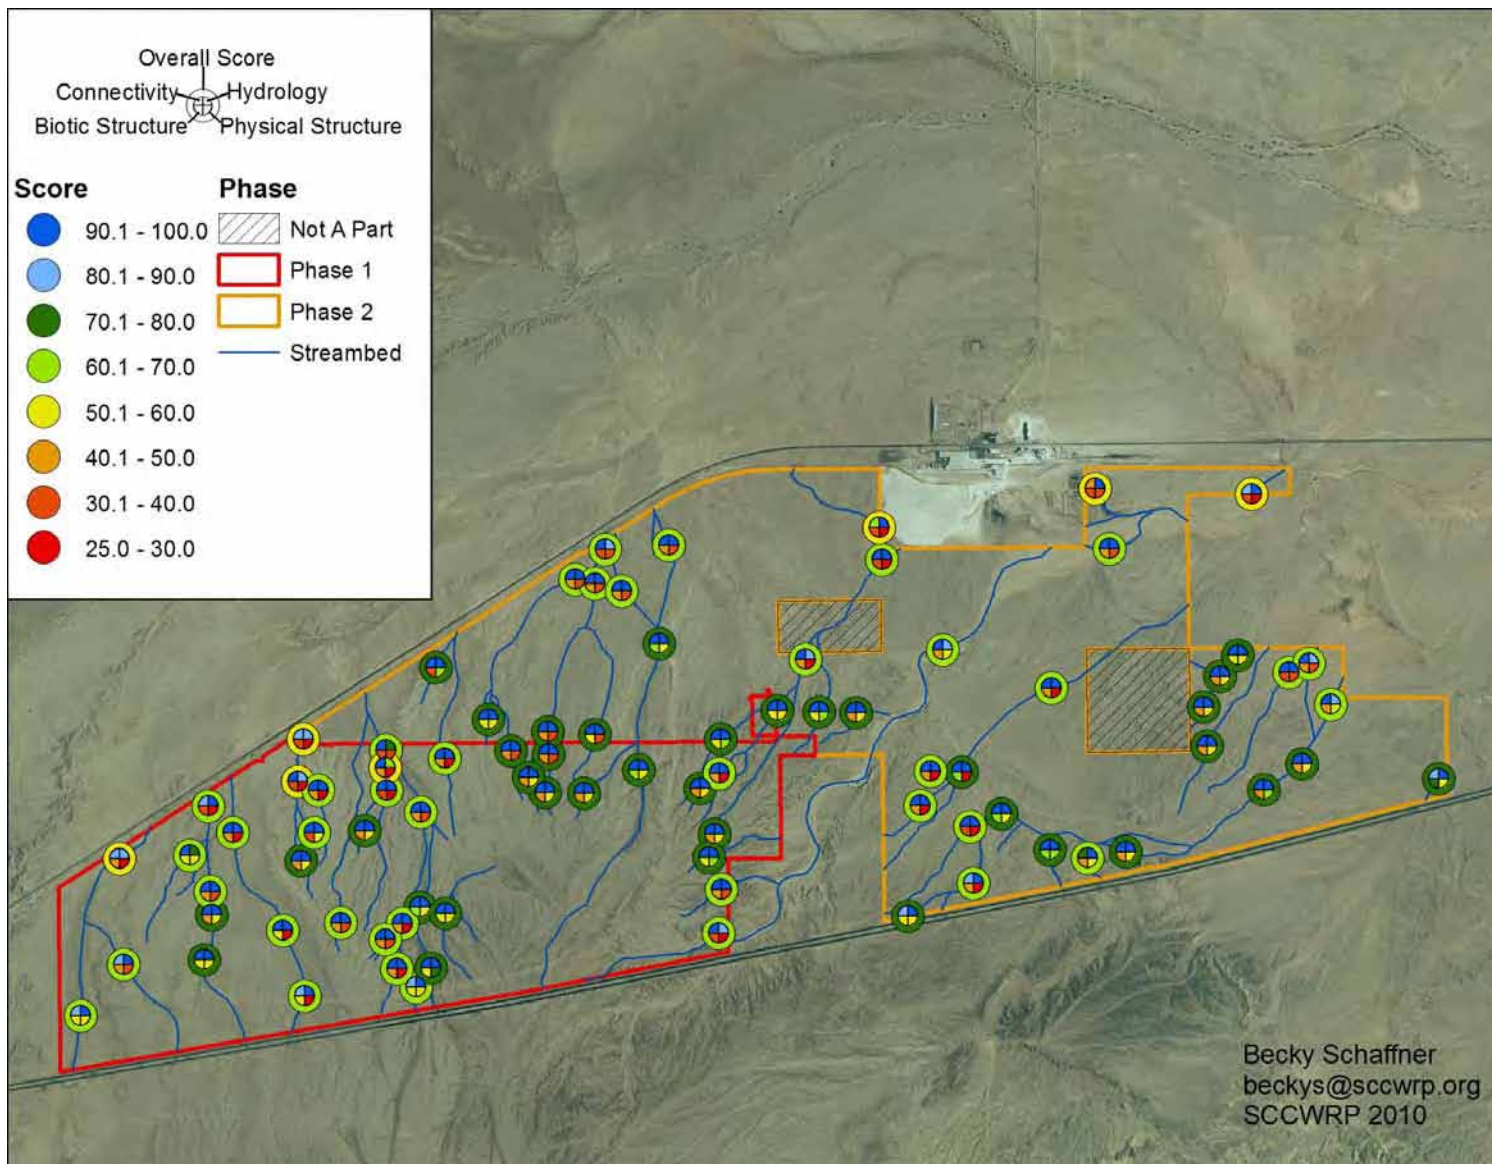 Overall Score
Connectivity Hydrology
Biotic Structure Physical Structure
Score Phase
90.1 - 100.0 Not A Part
80.1 - 90.0 Phase 1
70.1 - 80.0 Phase 2
60.1 - 70.0 Streambed
50.1 - 60.0
40.1 - 50.0
30.1 - 40.0
25.0 - 30.0
Becky Schaffner
beckys@sccwrp.org
SCCWRP 2010